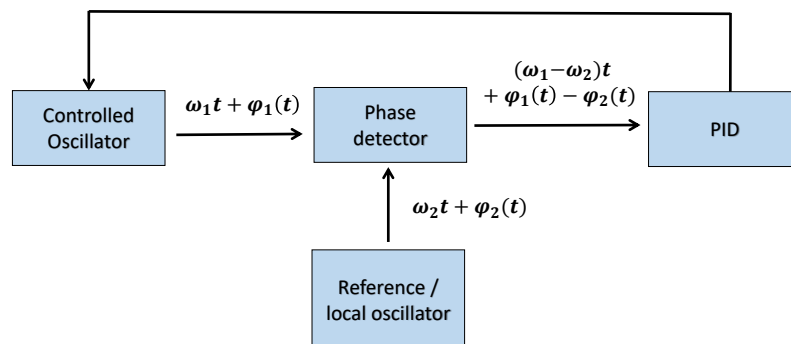 Controlled
Oscillator
ω₁t + φ₁(t)
Phase
detector
(ω₁−ω₂)t
+ φ₁(t) − φ₂(t)
PID
ω₂t + φ₂(t)
Reference /
local oscillator